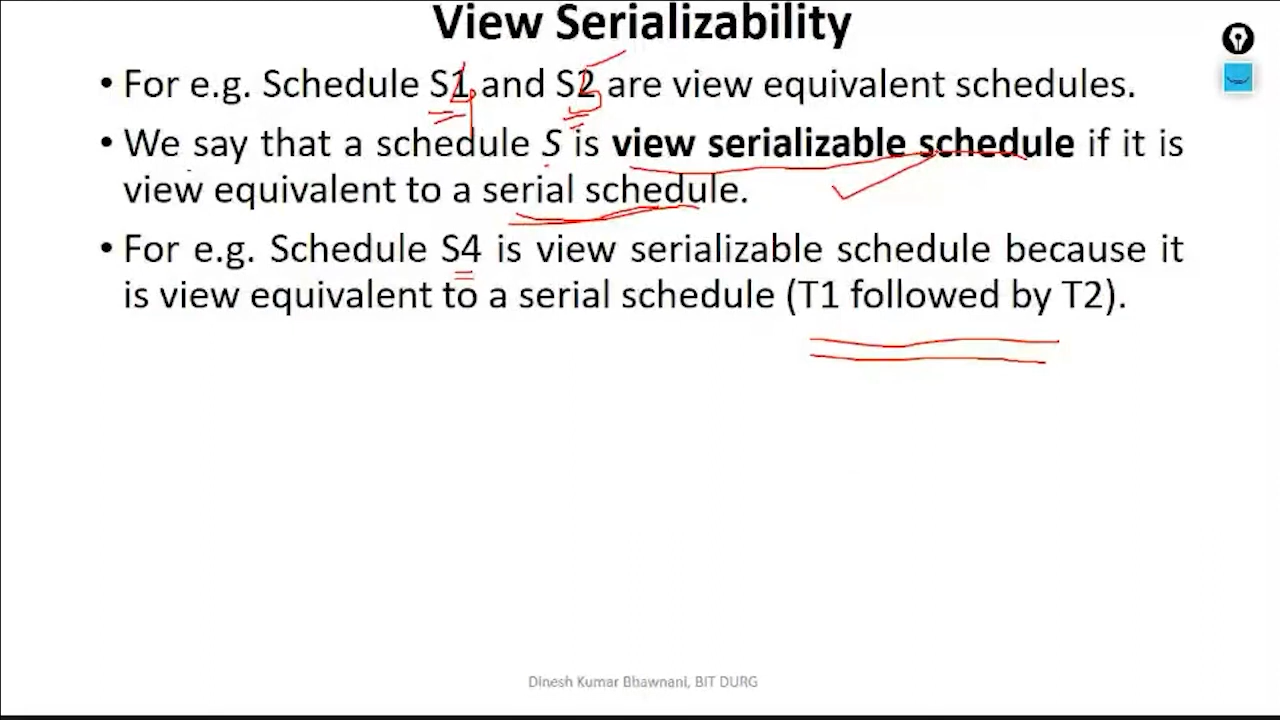 View Serializability
• For e.g. Schedule S1 and S2 are view equivalent schedules.
• We say that a schedule S is view serializable schedule if it is
view equivalent to a serial schedule.
• For e.g. Schedule S4 is view serializable schedule because it
is view equivalent to a serial schedule (T1 followed by T2).
Dinesh Kumar Bhawnani, BIT DURG